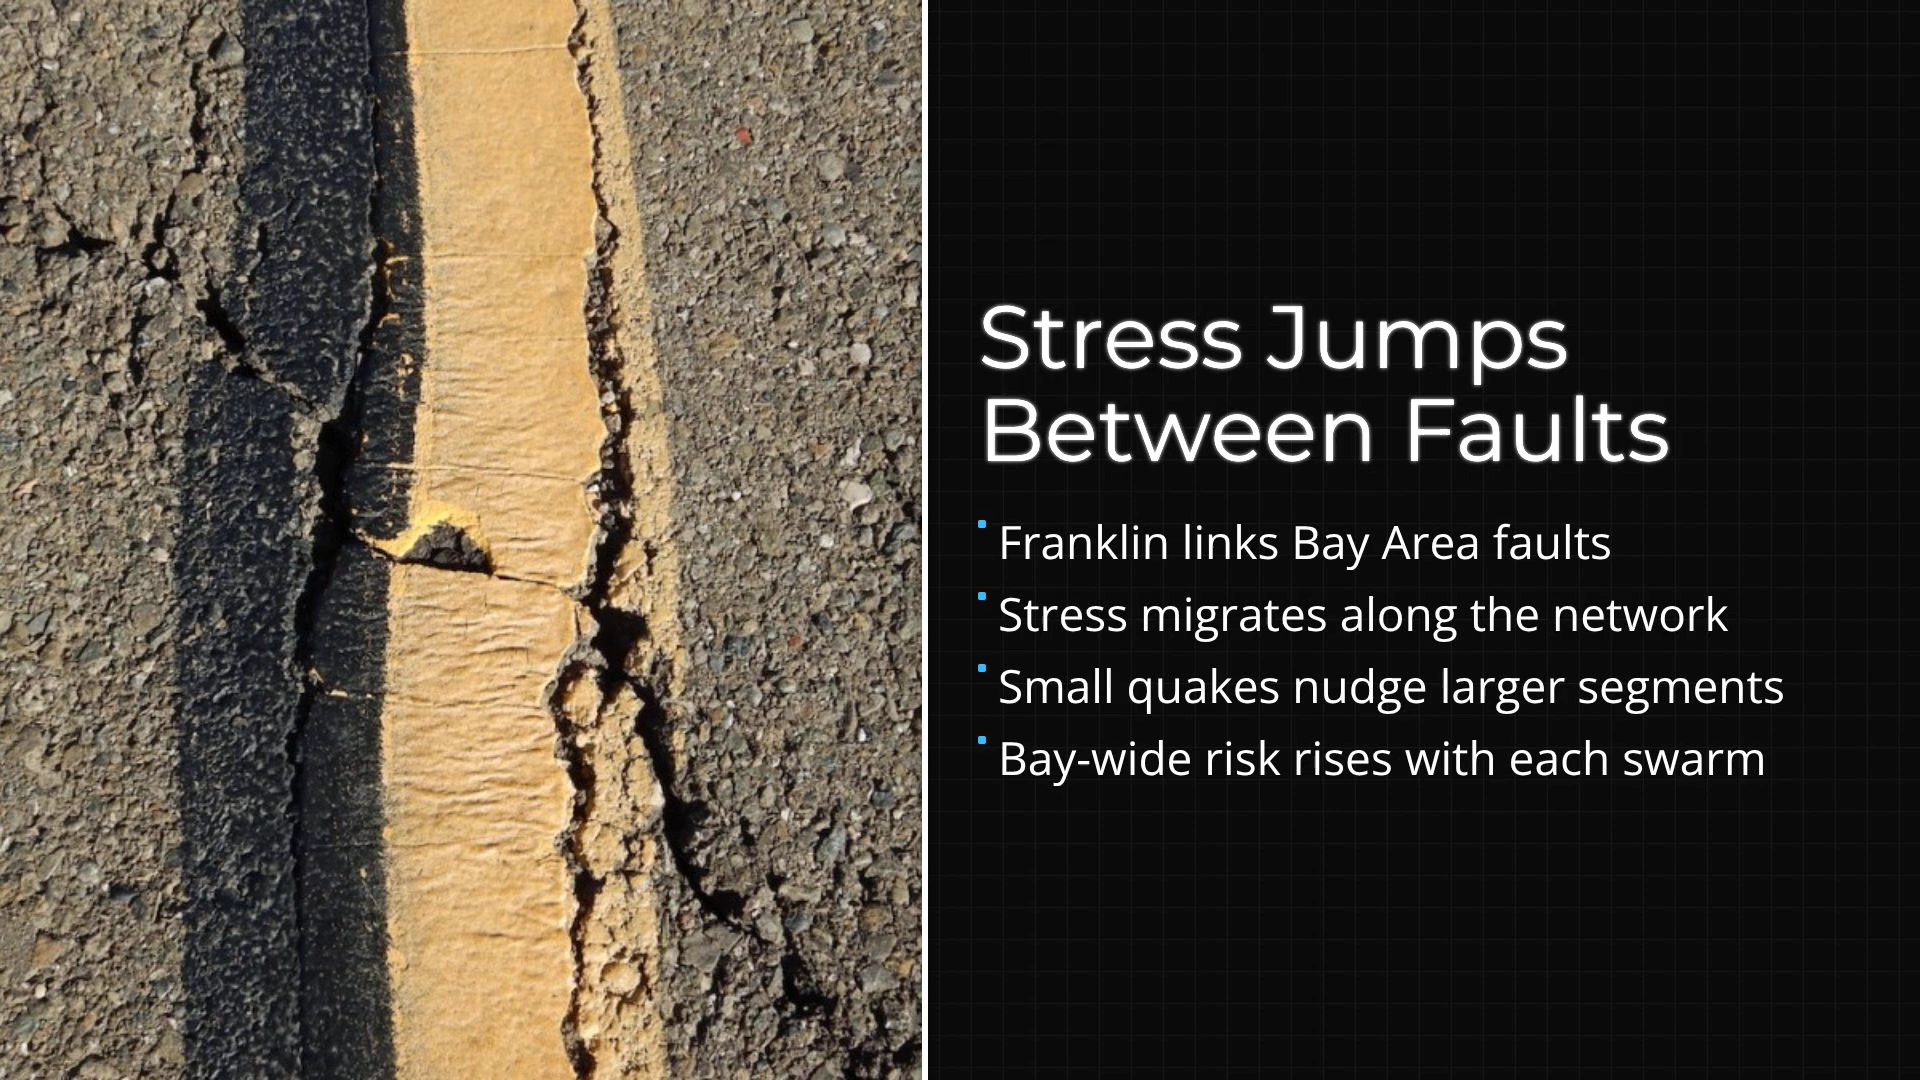 Stress Jumps
Between Faults
Franklin links Bay Area faults
Stress migrates along the network
Small quakes nudge larger segments
Bay-wide risk rises with each swarm